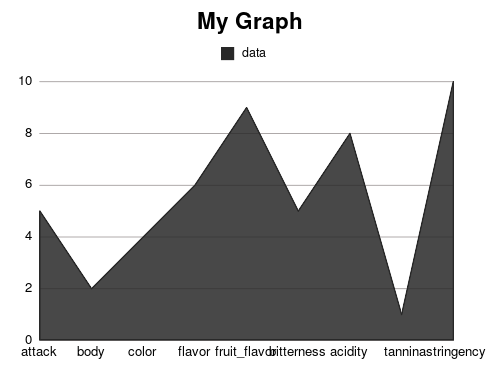 My Graph
data
10
8
6
4
2
0
attack body color flavor fruit_flavor bitterness acidity tannin astringency